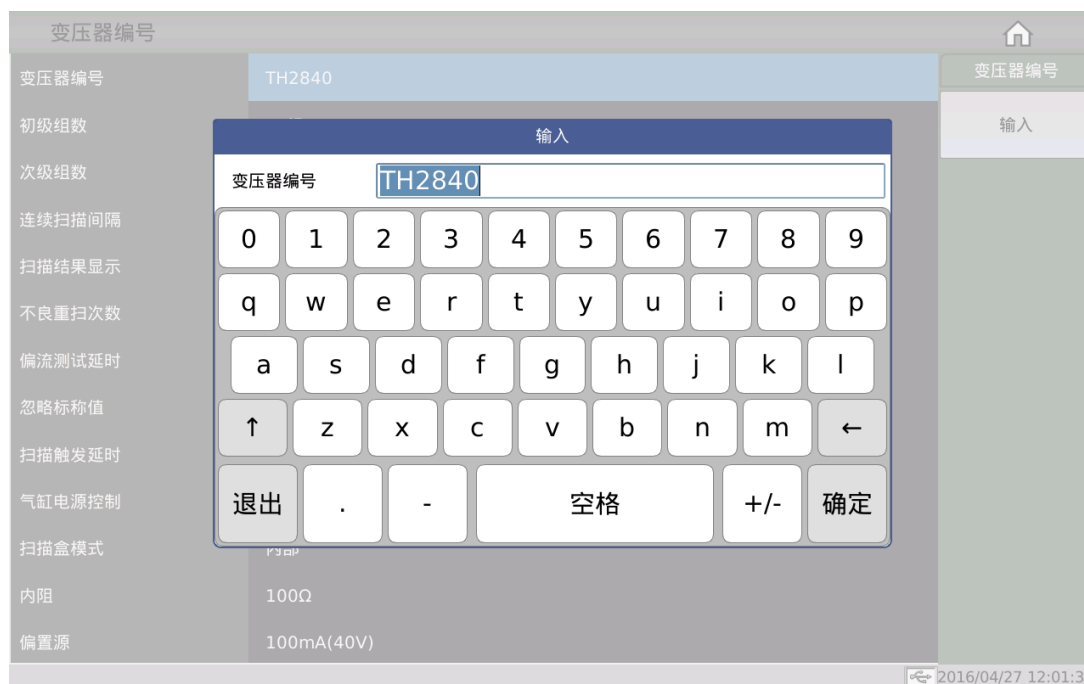 变压器编号
变压器编号 TH2840 变压器编号
初级组数 输入
输入
次级组数
变压器编号 TH2840
连续扫描间隔
0 1 2 3 4 5 6 7 8 9
扫描结果显示
不良重扫次数
q w e r t y u i o p
偏流测试延时
a s d f g h j k l
忽略标称值
↑ z x c v b n m ←
扫描触发延时
气缸电源控制
退出 . - 空格 +/- 确定
扫描盒模式 内部
内阻 100Ω
偏置源 100mA(40V)
2016/04/27 12:01:3